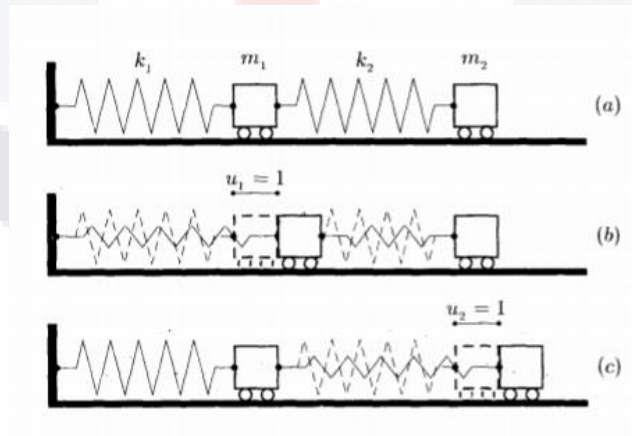 k₁ m₁ k₂ m₂
(a)
u₁ = 1
(b)
u₂ = 1
(c)